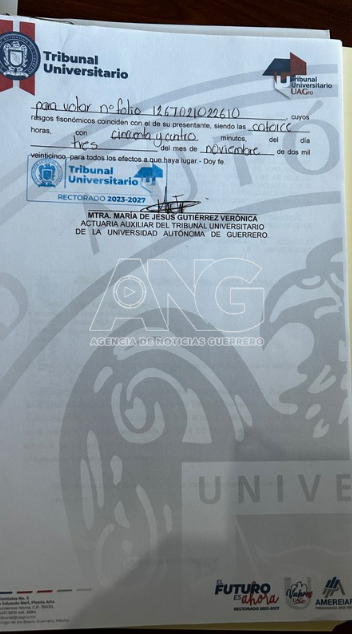 Tribunal
Universitario
Tribunal
Universitario
UAGro
para votar n° folio 1267021022610, cuyos
rasgos fisonómicos coinciden con el de su presentante, siendo las catorce
horas, con cincuenta y cuatro minutos, del día
tres del mes de noviembre de dos mil
veinticinco, para todos los efectos a que haya lugar.- Doy fe.
Tribunal
Universitario
RECTORADO 2023-2027
MTRA. MARÍA DE JESÚS GUTIÉRREZ VERÓNICA
ACTUARIA AUXILIAR DEL TRIBUNAL UNIVERSITARIO
DE LA UNIVERSIDAD AUTÓNOMA DE GUERRERO.
ANG
AGENCIA DE NOTICIAS GUERRERO
UNIVE
EL FUTURO
ES ahora
RECTORADO 2023-2027
AMEREIAF